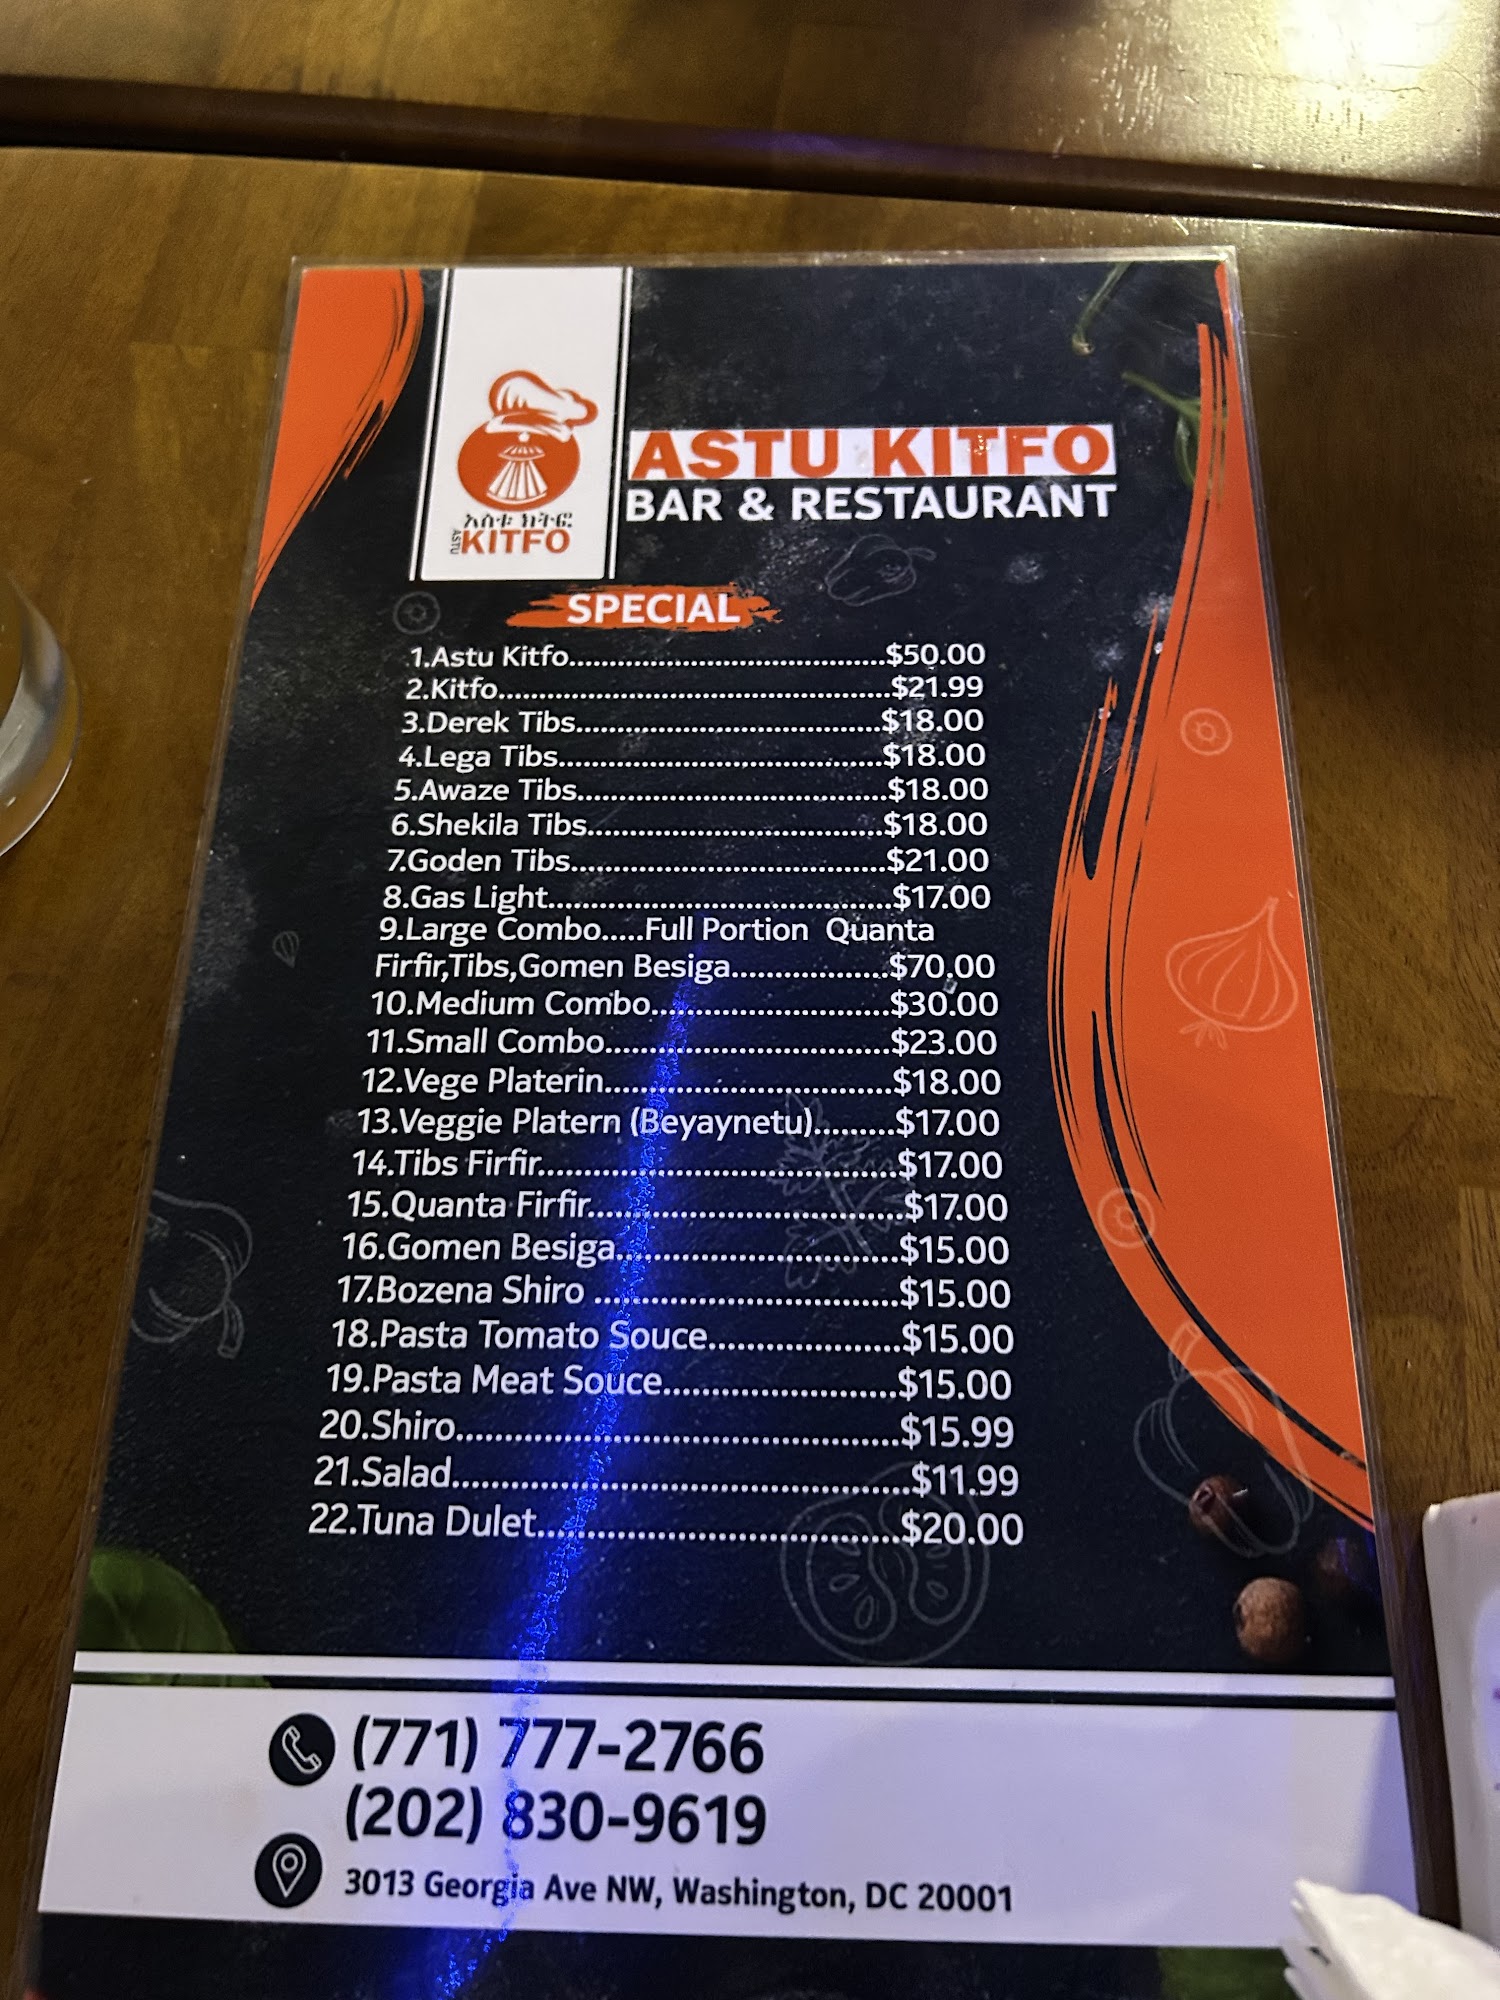 አስቱ ክትፎ
ASTU KITFO
ASTU KITFO
BAR & RESTAURANT
SPECIAL
1.Astu Kitfo........................................$50.00
2.Kitfo..................................................$21.99
3.Derek Tibs.......................................$18.00
4.Lega Tibs.........................................$18.00
5.Awaze Tibs.......................................$18.00
6.Shekila Tibs.....................................$18.00
7.Goden Tibs.......................................$21.00
8.Gas Light...........................................$17.00
9.Large Combo.....Full Portion Quanta
Firfir,Tibs,Gomen Besiga....................$70.00
10.Medium Combo..............................$30.00
11.Small Combo...................................$23.00
12.Vege Platerin...................................$18.00
13.Veggie Platern (Beyaynetu).........$17.00
14.Tibs Firfir...........................................$17.00
15.Quanta Firfir.....................................$17.00
16.Gomen Besiga.................................$15.00
17.Bozena Shiro ...................................$15.00
18.Pasta Tomato Souce.......................$15.00
19.Pasta Meat Souce...........................$15.00
20.Shiro..................................................$15.99
21.Salad..................................................$11.99
22.Tuna Dulet.......................................$20.00
(771) 777-2766
(202) 830-9619
3013 Georgia Ave NW, Washington, DC 20001